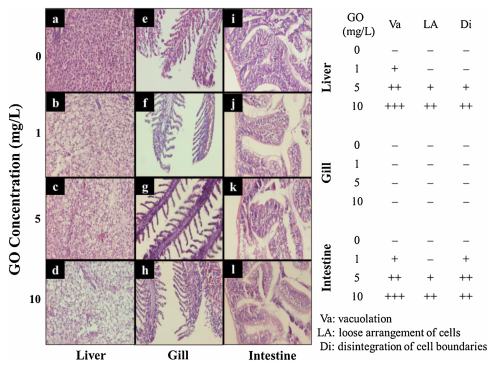 GO Concentration (mg/L)
0
1
5
10
a
e
i
b
f
j
c
g
k
d
h
l
Liver
Gill
Intestine
GO (mg/L) Va LA Di
Liver
0 – – –
1 + – –
5 ++ + +
10 +++ ++ ++
Gill
0 – – –
1 – – –
5 – – –
10 – – –
Intestine
0 – – –
1 + – +
5 ++ + ++
10 +++ ++ ++
Va: vacuolation
LA: loose arrangement of cells
Di: disintegration of cell boundaries